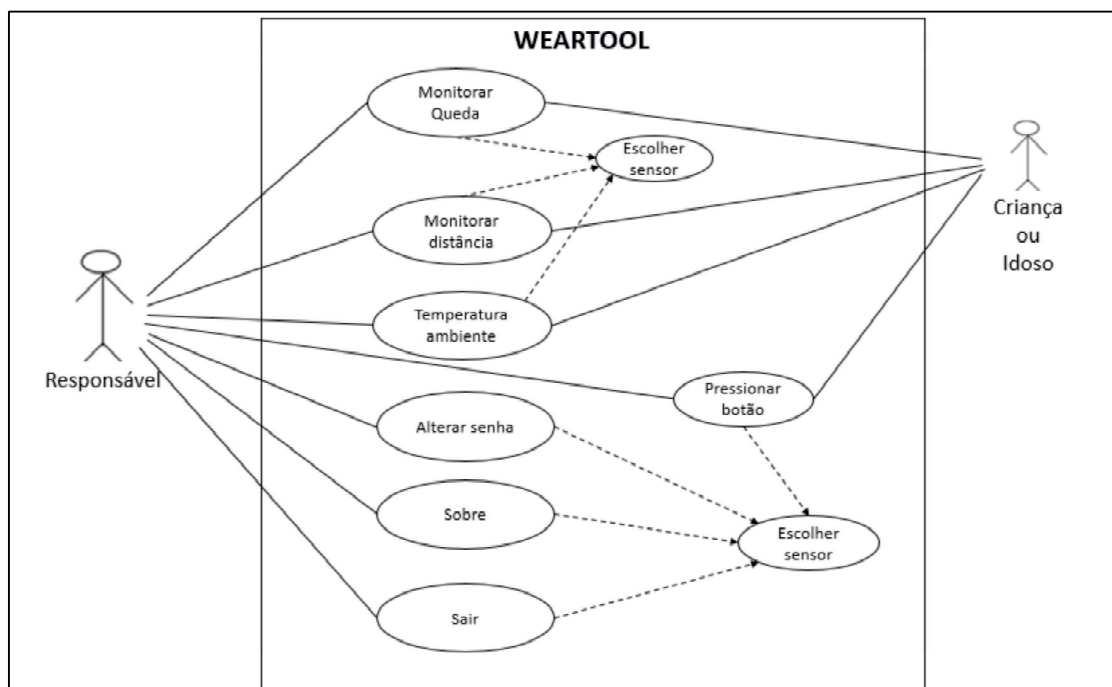 WEARTOOL
Monitorar
Queda
Escolher
sensor
Monitorar
distância
Criança
ou
Idoso
Temperatura
ambiente
Responsável
Pressionar
botão
Alterar senha
Sobre
Escolher
sensor
Sair